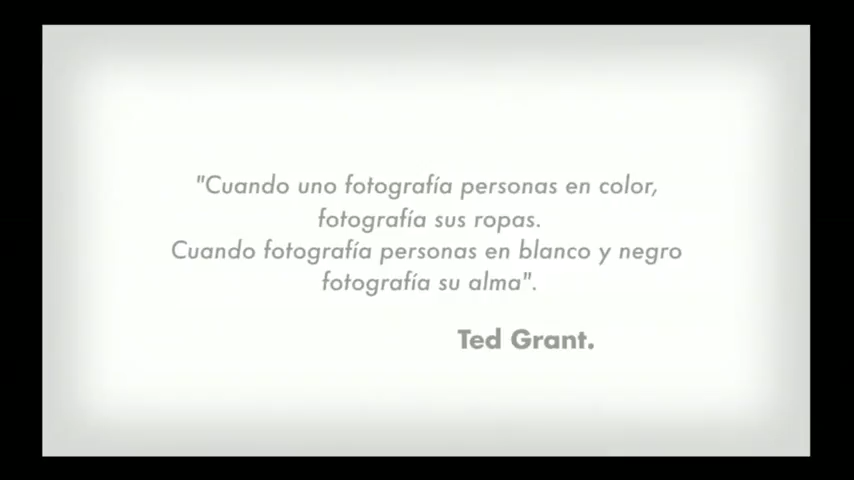 "Cuando uno fotografía personas en color,
fotografía sus ropas.
Cuando fotografía personas en blanco y negro
fotografía su alma".
Ted Grant.